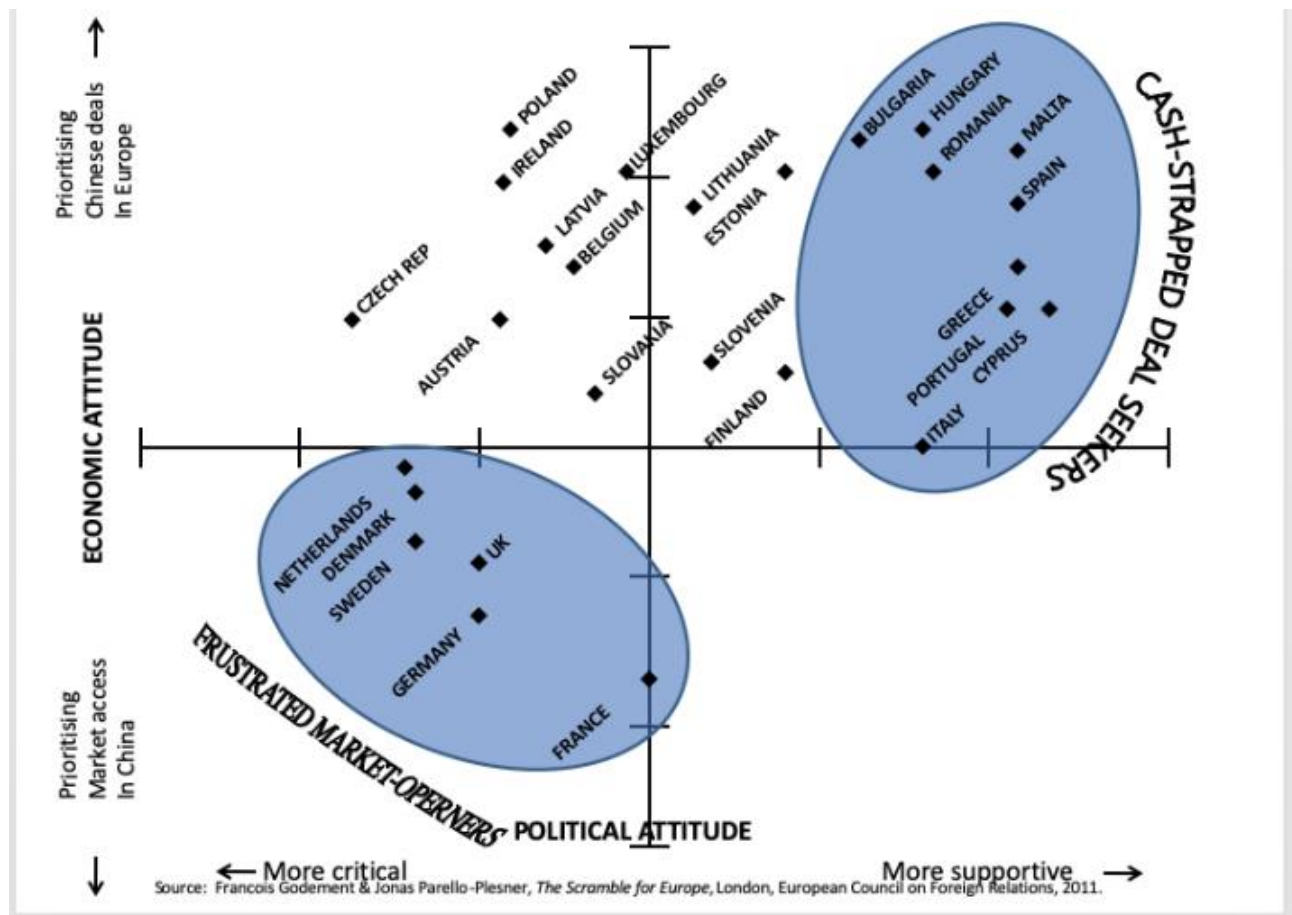 Prioritising
Chinese deals
In Europe
ECONOMIC ATTITUDE
Prioritising
Market access
In China
POLAND
IRELAND
LUXEMBOURG
LATVIA
BELGIUM
LITHUANIA
ESTONIA
CZECH REP
AUSTRIA
SLOVAKIA
SLOVENIA
FINLAND
BULGARIA
HUNGARY
ROMANIA
MALTA
SPAIN
GREECE
PORTUGAL
CYPRUS
ITALY
CASH-STRAPPED DEAL SEEKERS
NETHERLANDS
DENMARK
SWEDEN
UK
GERMANY
FRANCE
FRUSTRATED MARKET-OPERNERS
POLITICAL ATTITUDE
← More critical
More supportive →
Source: Francois Godement & Jonas Parello-Plesner, The Scramble for Europe, London, European Council on Foreign Relations, 2011.